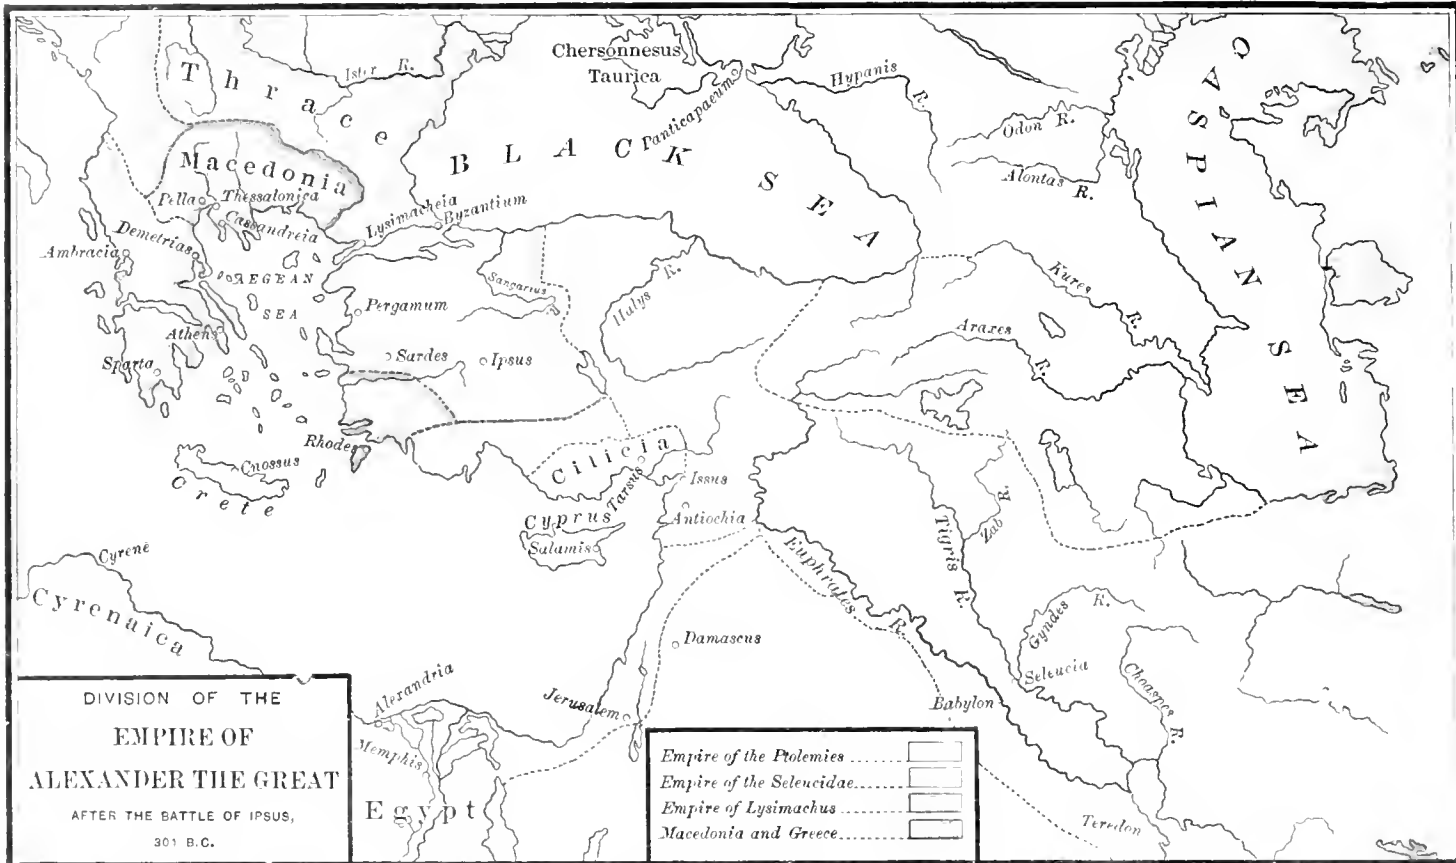 Thrace
Ister R.
Chersonnesus
Taurica
Panticapaeum
Hypanis
R.
Odon R.
Alontas R.
CASPIAN SEA
BLACK SEA
Macedonia
Pella
Thessalonica
Cassandreia
Lysimacheia
Byzantium
Demetrias
Ambracia
AEGEAN
SEA
Sangarius
Halys R.
Kures
R.
Araxes
R.
Pergamum
Athens
Sparta
Sardes
Ipsus
Rhodes
Cnossus
Crete
Cilicia
Tarsus
Issus
Antiochia
Cyprus
Salamis
Zab R.
Tigris R.
Euphrates R.
Cyrene
Cyrenaica
Gyndes R.
Seleucia
Choaspes R.
Damascus
Jerusalem
Alexandria
Memphis
Egypt
Babylon
Teredon
DIVISION OF THE
EMPIRE OF
ALEXANDER THE GREAT
AFTER THE BATTLE OF IPSUS,
301 B.C.
Empire of the Ptolemies
Empire of the Seleucidae
Empire of Lysimachus
Macedonia and Greece